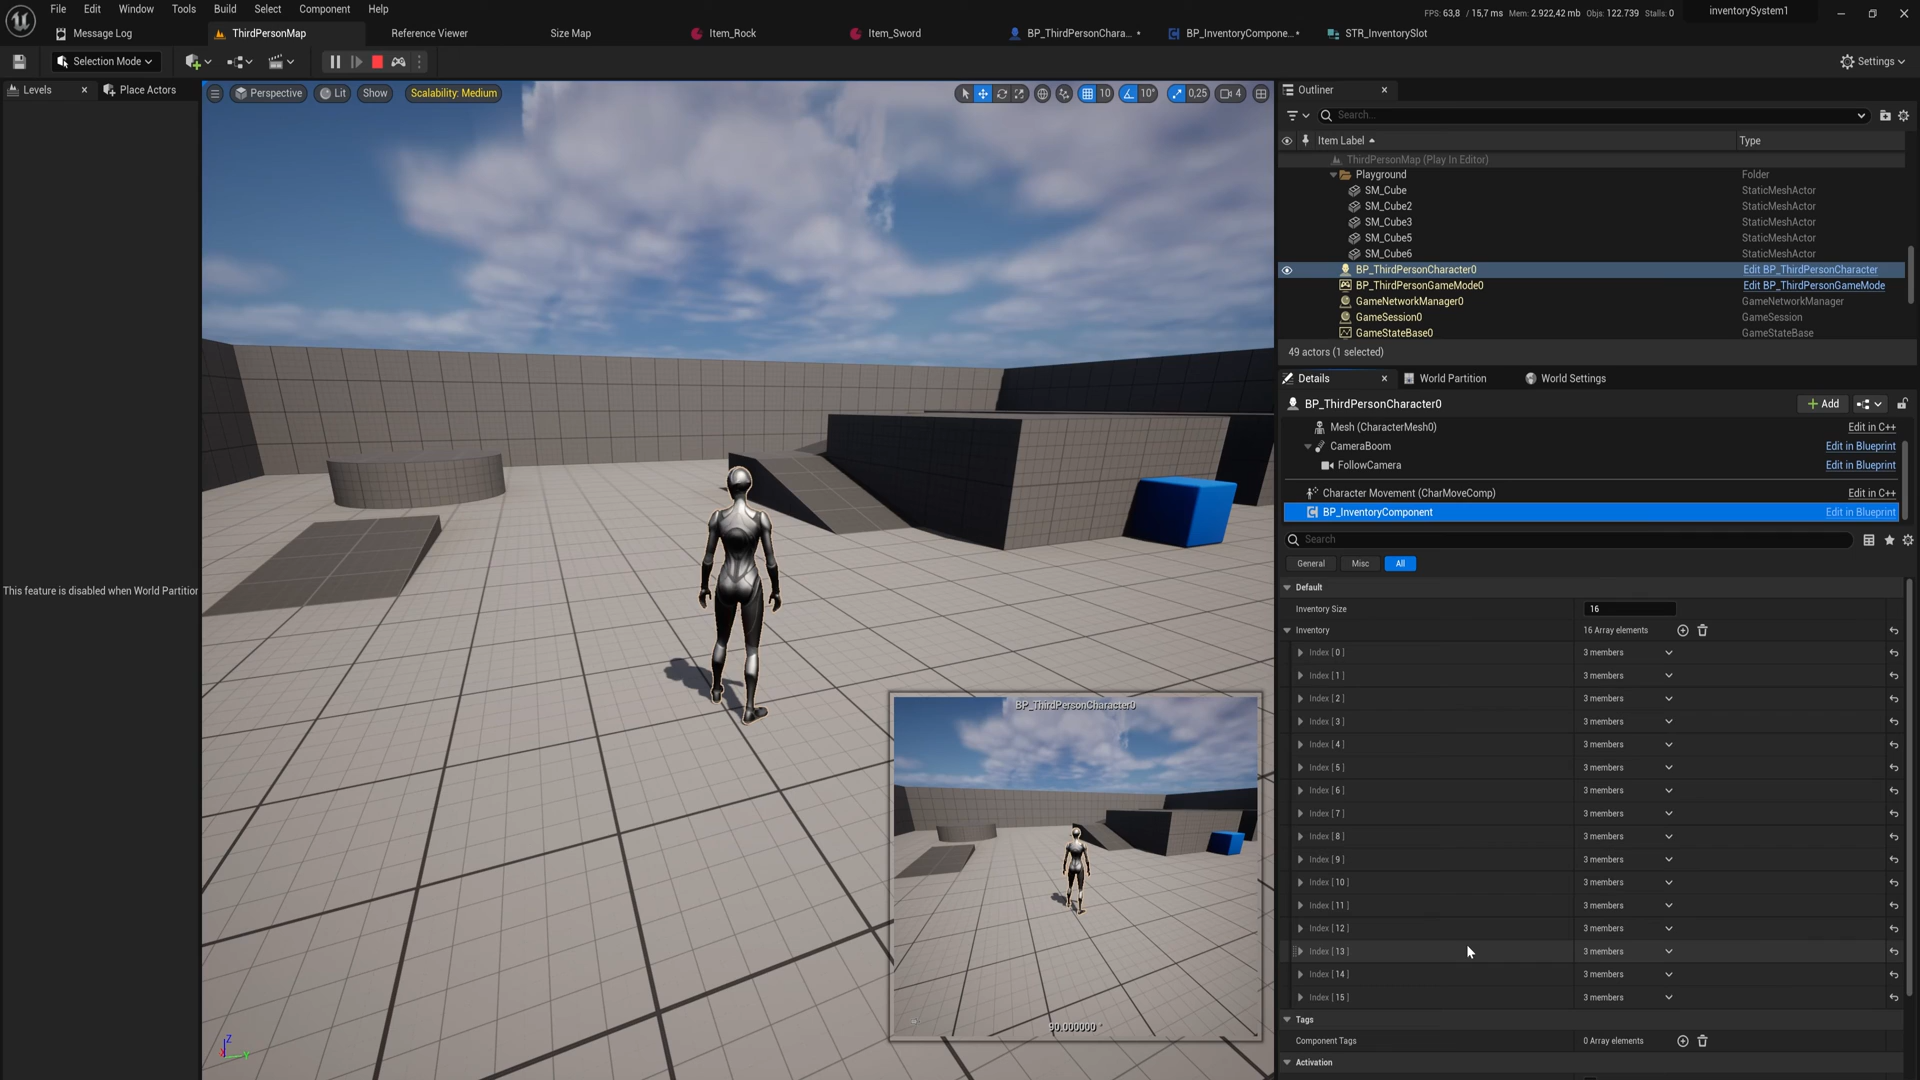 File Edit Window Tools Build Select Component Help
FPS: 63,8 / 15,7 ms Mem: 2.922,42 mb Objs: 122.739 Stalls: 0
inventorySystem1
Message Log
ThirdPersonMap
Reference Viewer
Size Map
Item_Rock
Item_Sword
BP_ThirdPersonChara...
BP_InventoryCompone...
STR_InventorySlot
Selection Mode
Settings
Levels
Place Actors
This feature is disabled when World Partition
Perspective
Lit
Show
Scalability: Medium
10
10°
0,25
4
BP_ThirdPersonCharacter0
90.000000 °
Z
X
Y
Outliner
Search...
Item Label
Type
ThirdPersonMap (Play In Editor)
Playground Folder
SM_Cube StaticMeshActor
SM_Cube2 StaticMeshActor
SM_Cube3 StaticMeshActor
SM_Cube5 StaticMeshActor
SM_Cube6 StaticMeshActor
BP_ThirdPersonCharacter0 Edit BP_ThirdPersonCharacter
BP_ThirdPersonGameMode0 Edit BP_ThirdPersonGameMode
GameNetworkManager0 GameNetworkManager
GameSession0 GameSession
GameStateBase0 GameStateBase
49 actors (1 selected)
Details
World Partition
World Settings
BP_ThirdPersonCharacter0
Add
Mesh (CharacterMesh0) Edit in C++
CameraBoom Edit in Blueprint
FollowCamera Edit in Blueprint
Character Movement (CharMoveComp) Edit in C++
BP_InventoryComponent Edit in Blueprint
Search
General
Misc
All
Default
Inventory Size 16
Inventory 16 Array elements
Index [ 0 ] 3 members
Index [ 1 ] 3 members
Index [ 2 ] 3 members
Index [ 3 ] 3 members
Index [ 4 ] 3 members
Index [ 5 ] 3 members
Index [ 6 ] 3 members
Index [ 7 ] 3 members
Index [ 8 ] 3 members
Index [ 9 ] 3 members
Index [ 10 ] 3 members
Index [ 11 ] 3 members
Index [ 12 ] 3 members
Index [ 13 ] 3 members
Index [ 14 ] 3 members
Index [ 15 ] 3 members
Tags
Component Tags 0 Array elements
Activation